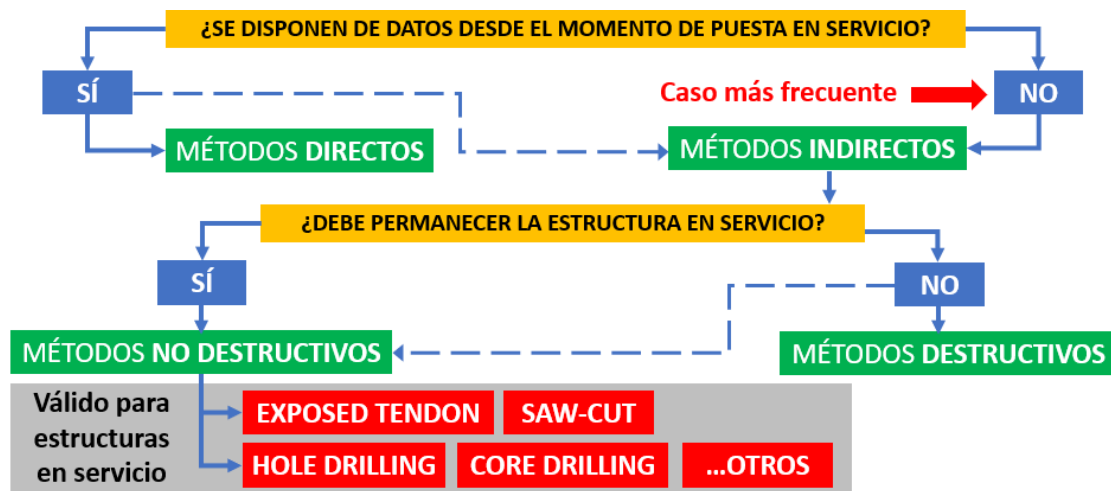 ¿SE DISPONEN DE DATOS DESDE EL MOMENTO DE PUESTA EN SERVICIO?
SÍ
Caso más frecuente
NO
MÉTODOS DIRECTOS
MÉTODOS INDIRECTOS
¿DEBE PERMANECER LA ESTRUCTURA EN SERVICIO?
SÍ
NO
MÉTODOS NO DESTRUCTIVOS
MÉTODOS DESTRUCTIVOS
Válido para
estructuras
en servicio
EXPOSED TENDON
SAW-CUT
HOLE DRILLING
CORE DRILLING
...OTROS